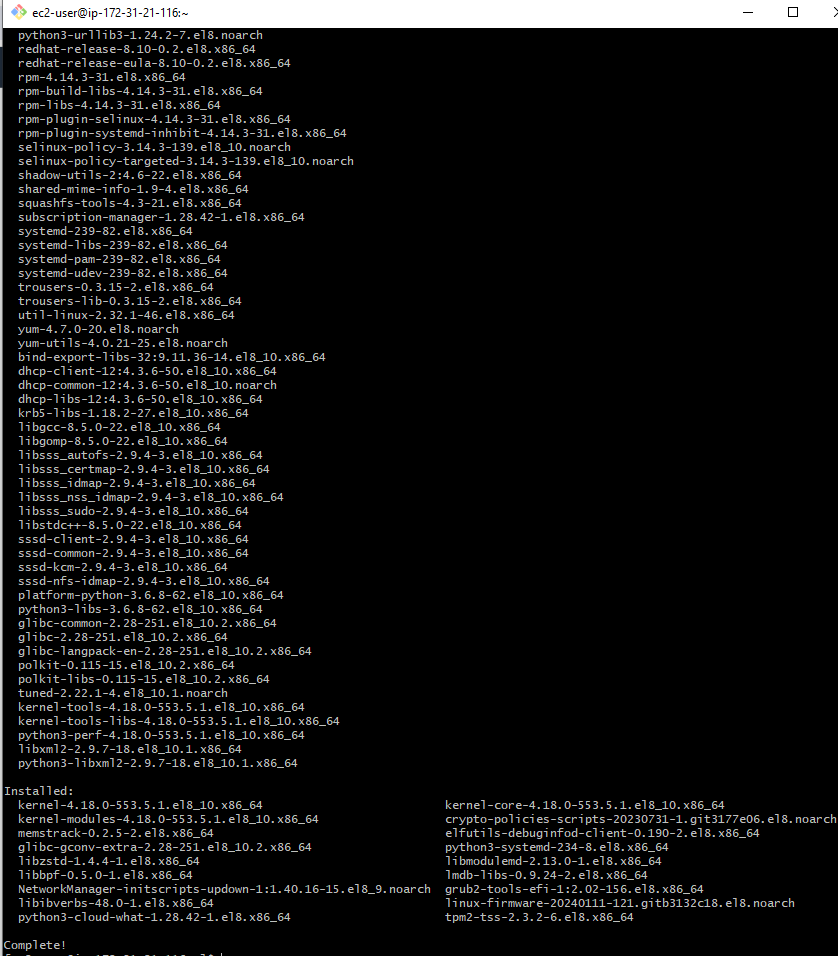 ec2-user@ip-172-31-21-116:~
python3-urllib3-1.24.2-7.el8.noarch
redhat-release-8.10-0.2.el8.x86_64
redhat-release-eula-8.10-0.2.el8.x86_64
rpm-4.14.3-31.el8.x86_64
rpm-build-libs-4.14.3-31.el8.x86_64
rpm-libs-4.14.3-31.el8.x86_64
rpm-plugin-selinux-4.14.3-31.el8.x86_64
rpm-plugin-systemd-inhibit-4.14.3-31.el8.x86_64
selinux-policy-3.14.3-139.el8_10.noarch
selinux-policy-targeted-3.14.3-139.el8_10.noarch
shadow-utils-2:4.6-22.el8.x86_64
shared-mime-info-1.9-4.el8.x86_64
squashfs-tools-4.3-21.el8.x86_64
subscription-manager-1.28.42-1.el8.x86_64
systemd-239-82.el8.x86_64
systemd-libs-239-82.el8.x86_64
systemd-pam-239-82.el8.x86_64
systemd-udev-239-82.el8.x86_64
trousers-0.3.15-2.el8.x86_64
trousers-lib-0.3.15-2.el8.x86_64
util-linux-2.32.1-46.el8.x86_64
yum-4.7.0-20.el8.noarch
yum-utils-4.0.21-25.el8.noarch
bind-export-libs-32:9.11.36-14.el8_10.x86_64
dhcp-client-12:4.3.6-50.el8_10.x86_64
dhcp-common-12:4.3.6-50.el8_10.noarch
dhcp-libs-12:4.3.6-50.el8_10.x86_64
krb5-libs-1.18.2-27.el8_10.x86_64
libgcc-8.5.0-22.el8_10.x86_64
libgomp-8.5.0-22.el8_10.x86_64
libsss_autofs-2.9.4-3.el8_10.x86_64
libsss_certmap-2.9.4-3.el8_10.x86_64
libsss_idmap-2.9.4-3.el8_10.x86_64
libsss_nss_idmap-2.9.4-3.el8_10.x86_64
libsss_sudo-2.9.4-3.el8_10.x86_64
libstdc++-8.5.0-22.el8_10.x86_64
sssd-client-2.9.4-3.el8_10.x86_64
sssd-common-2.9.4-3.el8_10.x86_64
sssd-kcm-2.9.4-3.el8_10.x86_64
sssd-nfs-idmap-2.9.4-3.el8_10.x86_64
platform-python-3.6.8-62.el8_10.x86_64
python3-libs-3.6.8-62.el8_10.x86_64
glibc-common-2.28-251.el8_10.2.x86_64
glibc-2.28-251.el8_10.2.x86_64
glibc-langpack-en-2.28-251.el8_10.2.x86_64
polkit-0.115-15.el8_10.2.x86_64
polkit-libs-0.115-15.el8_10.2.x86_64
tuned-2.22.1-4.el8_10.1.noarch
kernel-tools-4.18.0-553.5.1.el8_10.x86_64
kernel-tools-libs-4.18.0-553.5.1.el8_10.x86_64
python3-perf-4.18.0-553.5.1.el8_10.x86_64
libxml2-2.9.7-18.el8_10.1.x86_64
python3-libxml2-2.9.7-18.el8_10.1.x86_64
Installed:
kernel-4.18.0-553.5.1.el8_10.x86_64 kernel-core-4.18.0-553.5.1.el8_10.x86_64
kernel-modules-4.18.0-553.5.1.el8_10.x86_64 crypto-policies-scripts-20230731-1.git3177e06.el8.noarch
memstrack-0.2.5-2.el8.x86_64 elfutils-debuginfod-client-0.190-2.el8.x86_64
glibc-gconv-extra-2.28-251.el8_10.2.x86_64 python3-systemd-234-8.el8.x86_64
libzstd-1.4.4-1.el8.x86_64 libmodulemd-2.13.0-1.el8.x86_64
libbpf-0.5.0-1.el8.x86_64 lmdb-libs-0.9.24-2.el8.x86_64
NetworkManager-initscripts-updown-1:1.40.16-15.el8_9.noarch grub2-tools-efi-1:2.02-156.el8.x86_64
libibverbs-48.0-1.el8.x86_64 linux-firmware-20240111-121.gitb3132c18.el8.noarch
python3-cloud-what-1.28.42-1.el8.x86_64 tpm2-tss-2.3.2-6.el8.x86_64
Complete!